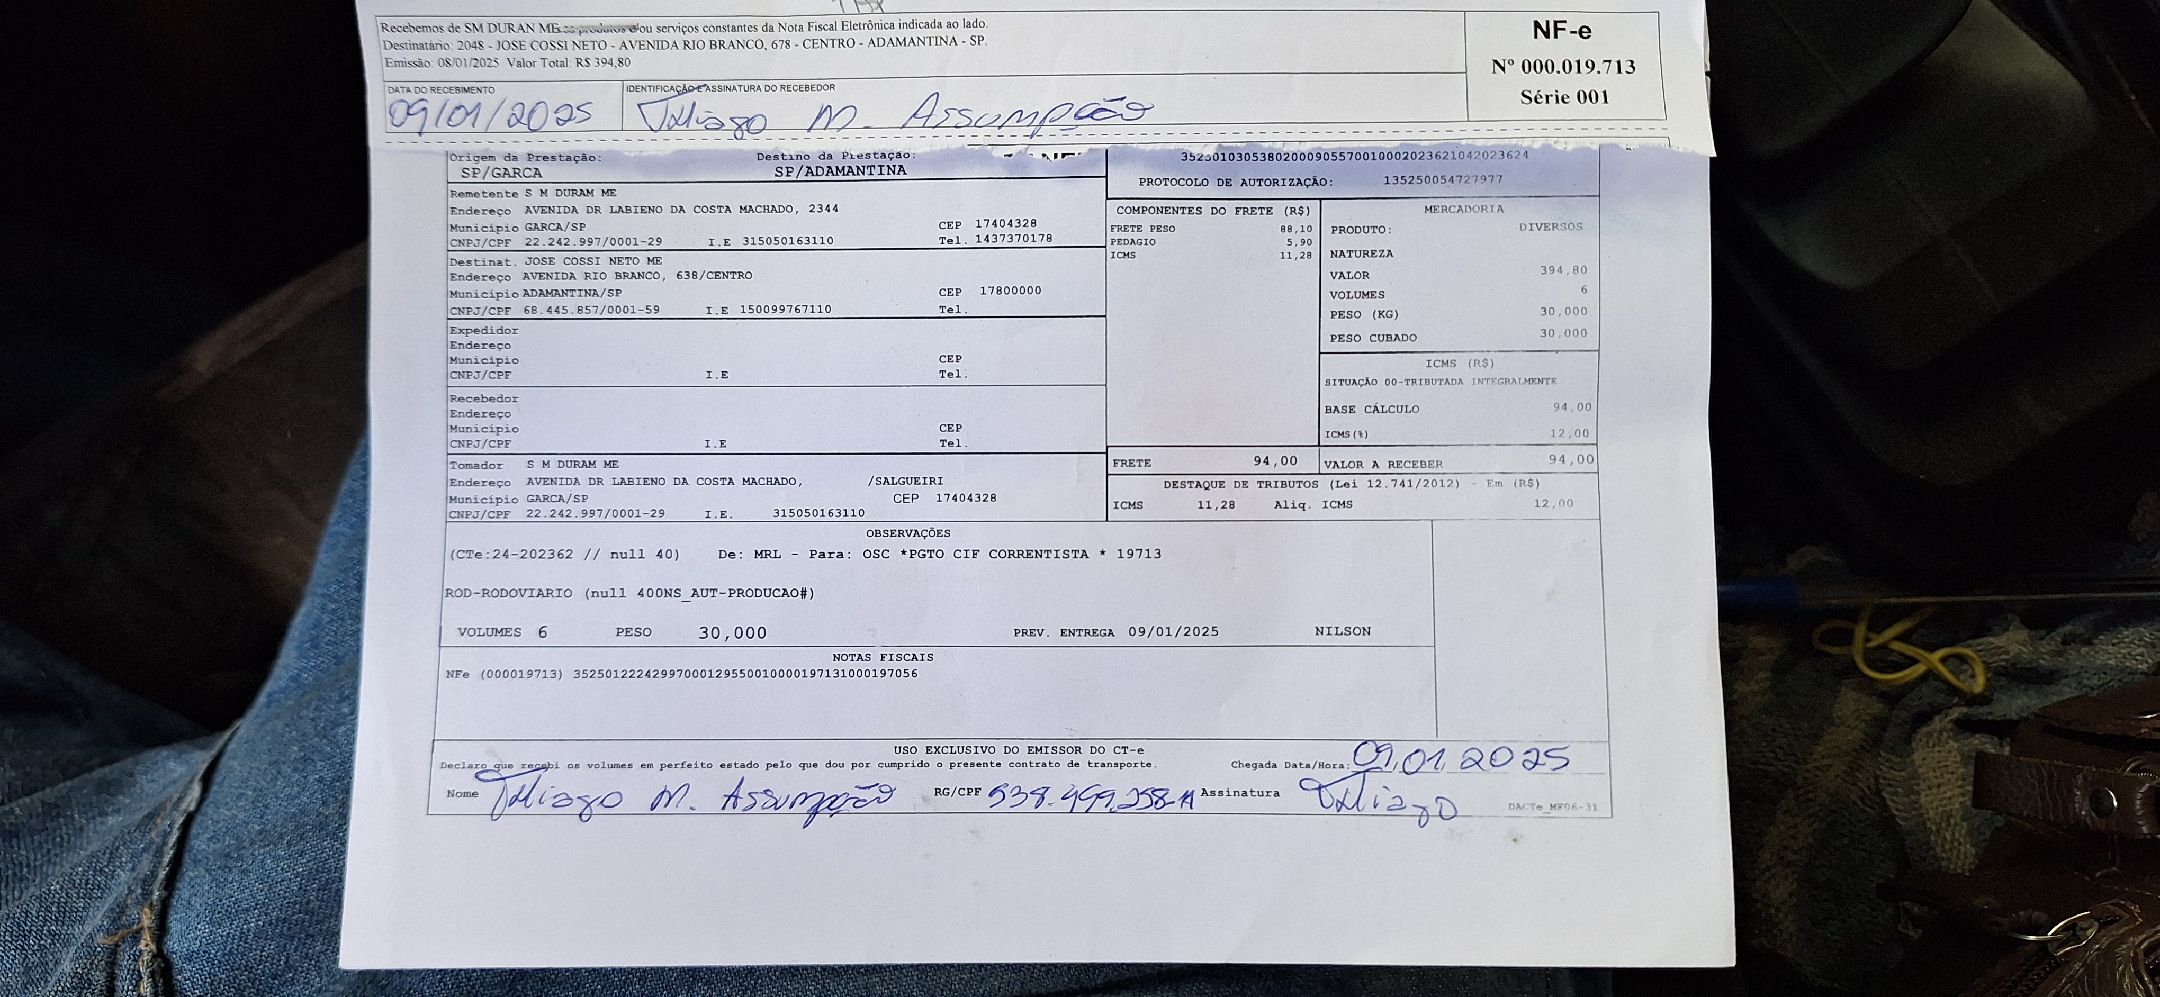 Recebemos de SM DURAN ME os produtos e/ou serviços constantes da Nota Fiscal Eletrônica indicada ao lado.
Destinatário: 2048 - JOSE COSSI NETO - AVENIDA RIO BRANCO, 678 - CENTRO - ADAMANTINA - SP.
Emissão: 08/01/2025 Valor Total: R$ 394,80
NF-e
Nº 000.019.713
Série 001
DATA DO RECEBIMENTO
09/01/2025
IDENTIFICAÇÃO E ASSINATURA DO RECEBEDOR
Thiago M. Assumpção
Origem da Prestação: Destino da Prestação:
SP/GARCA SP/ADAMANTINA
35250103053802000905570010002023621042023624
PROTOCOLO DE AUTORIZAÇÃO: 135250054727977
Remetente S M DURAM ME
Endereço AVENIDA DR LABIENO DA COSTA MACHADO, 2344
Município GARCA/SP CEP 17404328
CNPJ/CPF 22.242.997/0001-29 I.E 315050163110 Tel. 1437370178
Destinat. JOSE COSSI NETO ME
Endereço AVENIDA RIO BRANCO, 638/CENTRO
Município ADAMANTINA/SP CEP 17800000
CNPJ/CPF 68.445.857/0001-59 I.E 150099767110 Tel.
Expedidor
Endereço
Município CEP
CNPJ/CPF I.E Tel.
Recebedor
Endereço
Município CEP
CNPJ/CPF I.E Tel.
Tomador S M DURAM ME
Endereço AVENIDA DR LABIENO DA COSTA MACHADO, /SALGUEIRI
Município GARCA/SP CEP 17404328
CNPJ/CPF 22.242.997/0001-29 I.E. 315050163110
COMPONENTES DO FRETE (R$)
FRETE PESO 88,10
PEDAGIO 5,90
ICMS 11,28
MERCADORIA
PRODUTO: DIVERSOS
NATUREZA
VALOR 394,80
VOLUMES 6
PESO (KG) 30,000
PESO CUBADO 30,000
ICMS (R$)
SITUAÇÃO 00-TRIBUTADA INTEGRALMENTE
BASE CÁLCULO 94,00
ICMS(%) 12,00
FRETE 94,00 VALOR A RECEBER 94,00
DESTAQUE DE TRIBUTOS (Lei 12.741/2012) - Em (R$)
ICMS 11,28 Aliq. ICMS 12,00
OBSERVAÇÕES
(CTe:24-202362 // null 40) De: MRL - Para: OSC *PGTO CIF CORRENTISTA * 19713
ROD-RODOVIARIO (null 400NS_AUT-PRODUCAO#)
VOLUMES 6 PESO 30,000 PREV. ENTREGA 09/01/2025 NILSON
NOTAS FISCAIS
NFe (000019713) 35250122242997000129550010000197131000197056
USO EXCLUSIVO DO EMISSOR DO CT-e
Declaro que recebi os volumes em perfeito estado pelo que dou por cumprido o presente contrato de transporte. Chegada Data/Hora: 09.01.2025
Nome Thiago M. Assumpção RG/CPF 538.499.258-11 Assinatura Thiago
DACTe_MF06-31